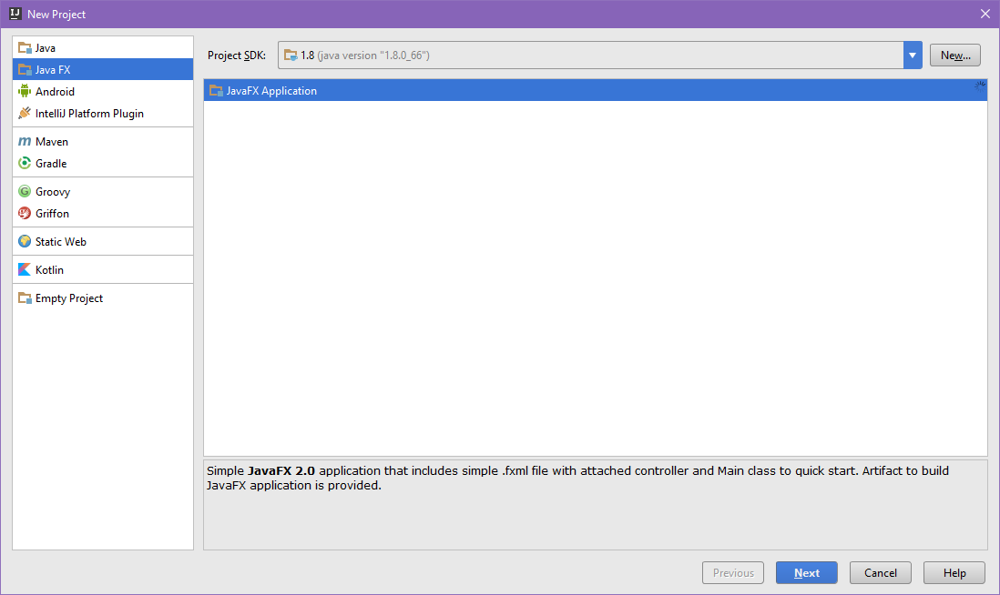 New Project
Java
Java FX
Android
IntelliJ Platform Plugin
Maven
Gradle
Groovy
Griffon
Static Web
Kotlin
Empty Project
Project SDK: 1.8 (java version "1.8.0_66") New...
JavaFX Application
Simple JavaFX 2.0 application that includes simple .fxml file with attached controller and Main class to quick start. Artifact to build
JavaFX application is provided.
Previous Next Cancel Help